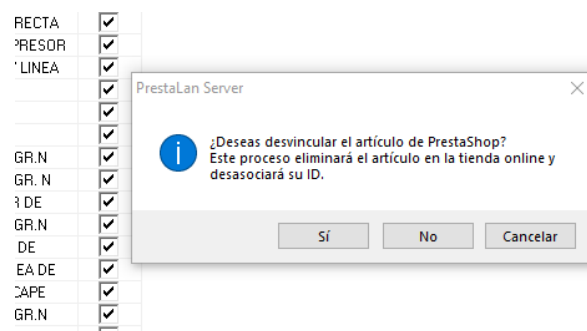 RECTA
PRESOR
LINEA
PrestaLan Server
¿Deseas desvincular el artículo de PrestaShop?
Este proceso eliminará el artículo en la tienda online y
desasociará su ID.
GR.N
GR. N
DE
GR.N
DE
EA DE
CAPE
GR.N
Sí No Cancelar